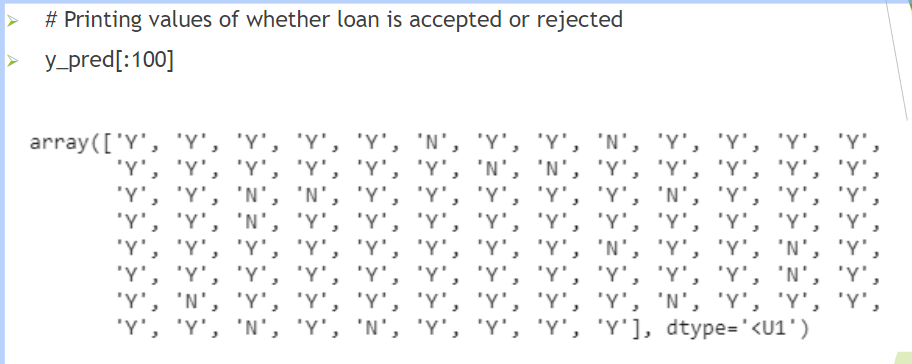 # Printing values of whether loan is accepted or rejected
y_pred[:100]
array(['Y', 'Y', 'Y', 'Y', 'Y', 'N', 'Y', 'Y', 'N', 'Y', 'Y', 'Y', 'Y',
'Y', 'Y', 'Y', 'Y', 'Y', 'Y', 'N', 'N', 'Y', 'Y', 'Y', 'Y', 'Y',
'Y', 'Y', 'N', 'N', 'Y', 'Y', 'Y', 'Y', 'Y', 'N', 'Y', 'Y', 'Y',
'Y', 'Y', 'N', 'Y', 'Y', 'Y', 'Y', 'Y', 'Y', 'Y', 'Y', 'Y', 'Y',
'Y', 'Y', 'Y', 'Y', 'Y', 'Y', 'Y', 'Y', 'N', 'Y', 'Y', 'N', 'Y',
'Y', 'Y', 'Y', 'Y', 'Y', 'Y', 'Y', 'Y', 'Y', 'Y', 'Y', 'N', 'Y',
'Y', 'N', 'Y', 'Y', 'Y', 'Y', 'Y', 'Y', 'Y', 'N', 'Y', 'Y', 'Y',
'Y', 'Y', 'N', 'Y', 'N', 'Y', 'Y', 'Y', 'Y'], dtype='<U1')